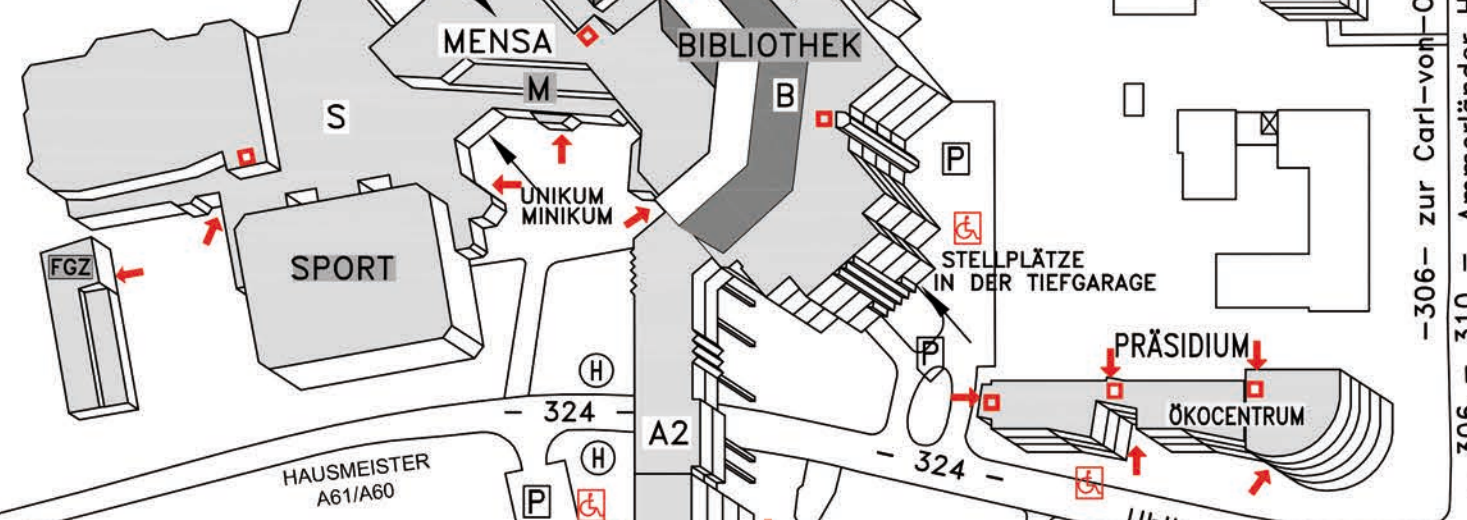 MENSA
BIBLIOTHEK
M
B
S
P
UNIKUM
MINIKUM
STELLPLÄTZE
IN DER TIEFGARAGE
FGZ
SPORT
P
PRÄSIDIUM
ÖKOCENTRUM
H
- 324 -
A2
HAUSMEISTER
A61/A60
H
- 324 -
P
-306- zur Carl-von-O
306 - 310 - Ammerländer H